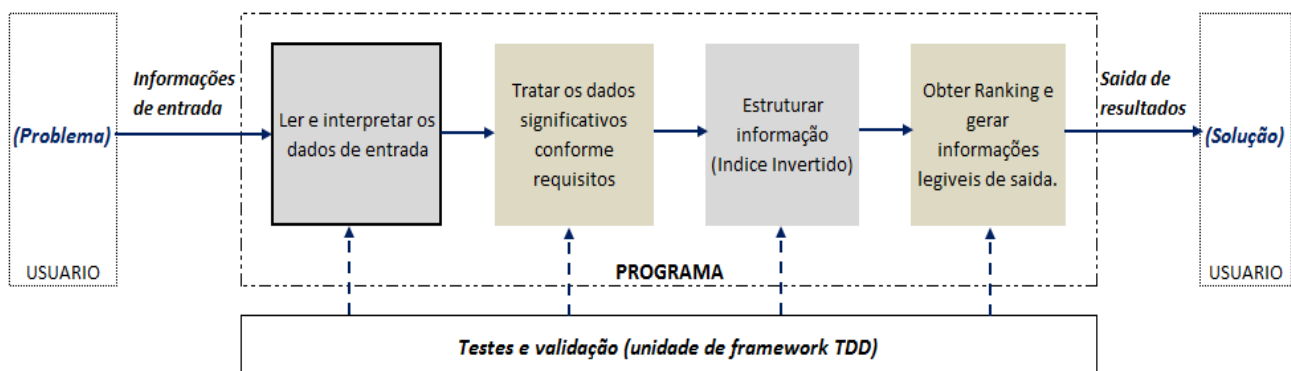 (Problema)
USUARIO
Informações
de entrada
Ler e interpretar os
dados de entrada
Tratar os dados
significativos
conforme
requisitos
Estruturar
informação
(Indice Invertido)
Obter Ranking e
gerar
informações
legiveis de saida.
PROGRAMA
Saida de
resultados
(Solução)
USUARIO
Testes e validação (unidade de framework TDD)